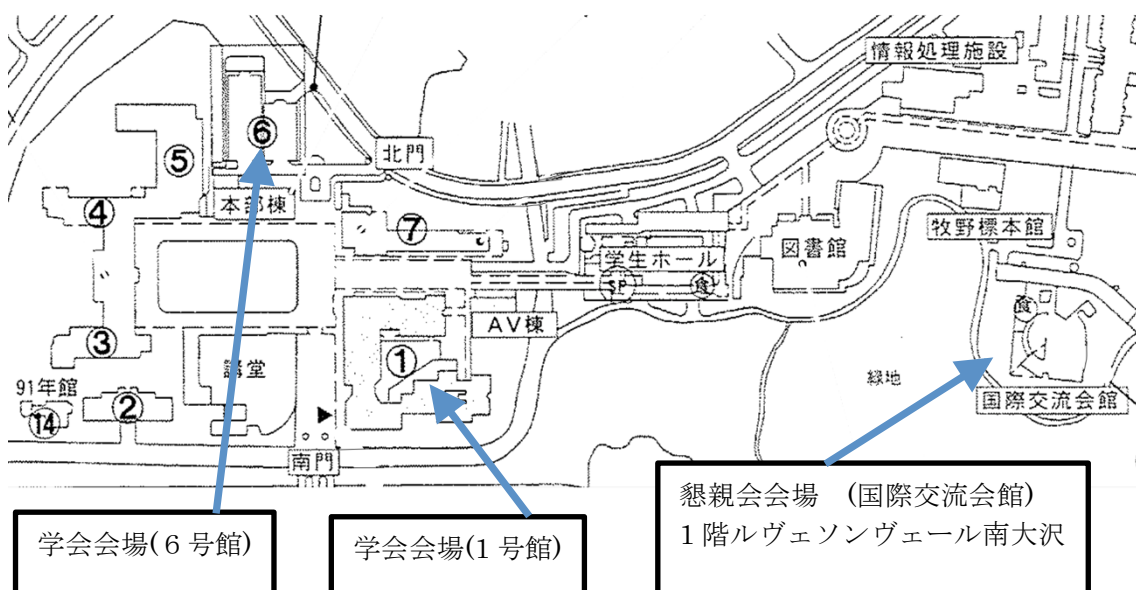 情報処理施設
⑥
北門
⑤
④
本部棟
⑦
牧野標本館
図書館
学生ホール
SP
食
AV棟
食
③
①
講堂
緑地
91年館
⑭
②
国際交流会館
南門
学会会場(6号館)
学会会場(1号館)
懇親会会場 (国際交流会館)
1階ルヴェソンヴェール南大沢